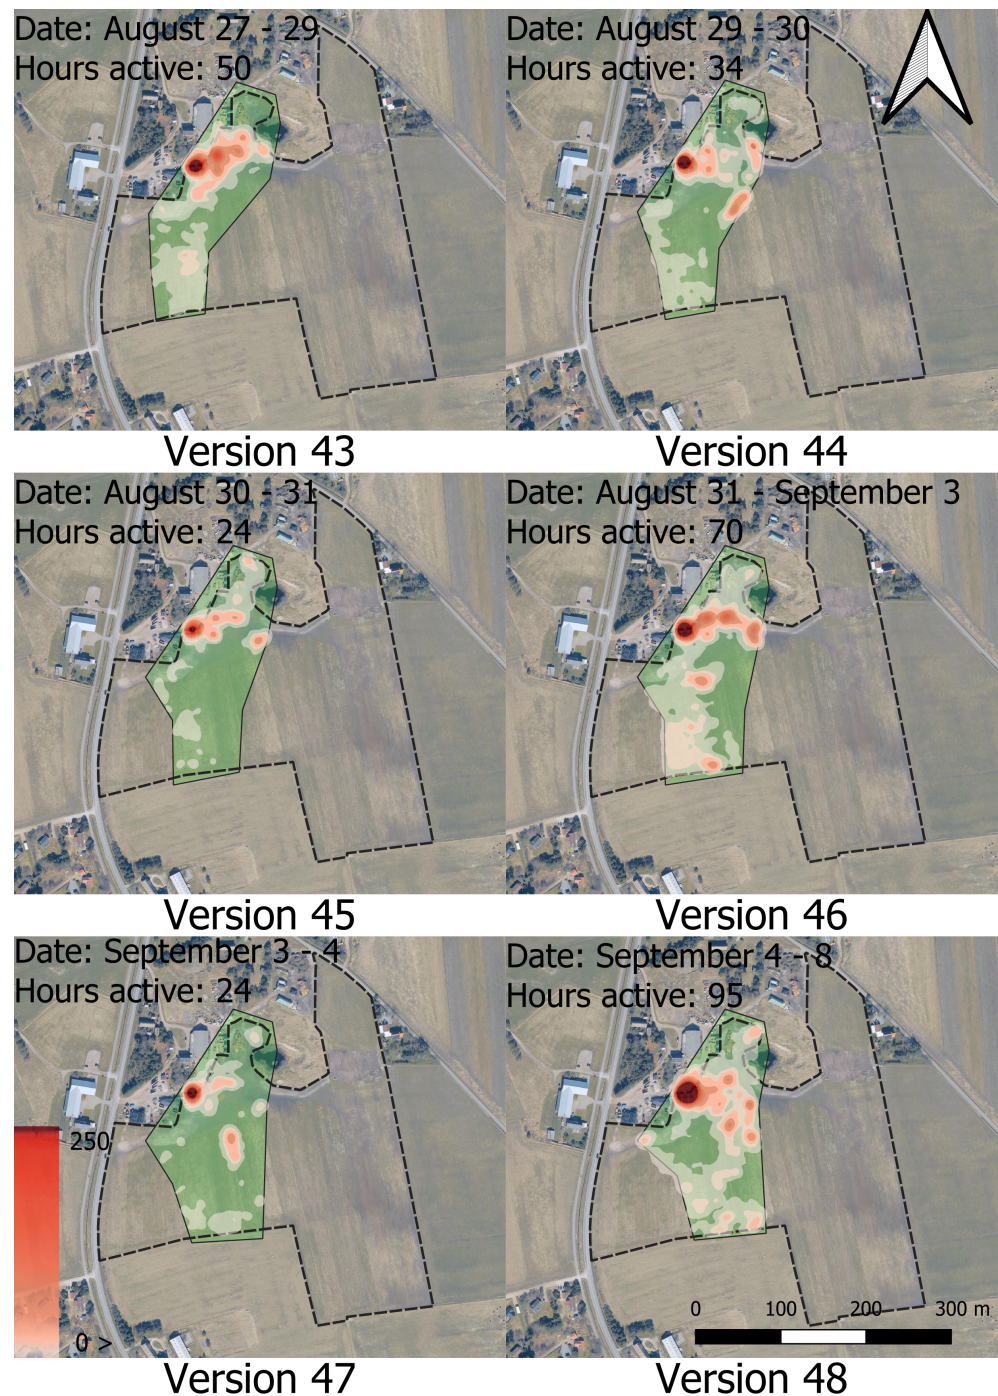 Date: August 27 - 29
Hours active: 50
Version 43
Date: August 29 - 30
Hours active: 34
Version 44
Date: August 30 - 31
Hours active: 24
Version 45
Date: August 31 - September 3
Hours active: 70
Version 46
Date: September 3 - 4
Hours active: 24
250
0 >
Version 47
Date: September 4 - 8
Hours active: 95
0 100 200 300 m
Version 48